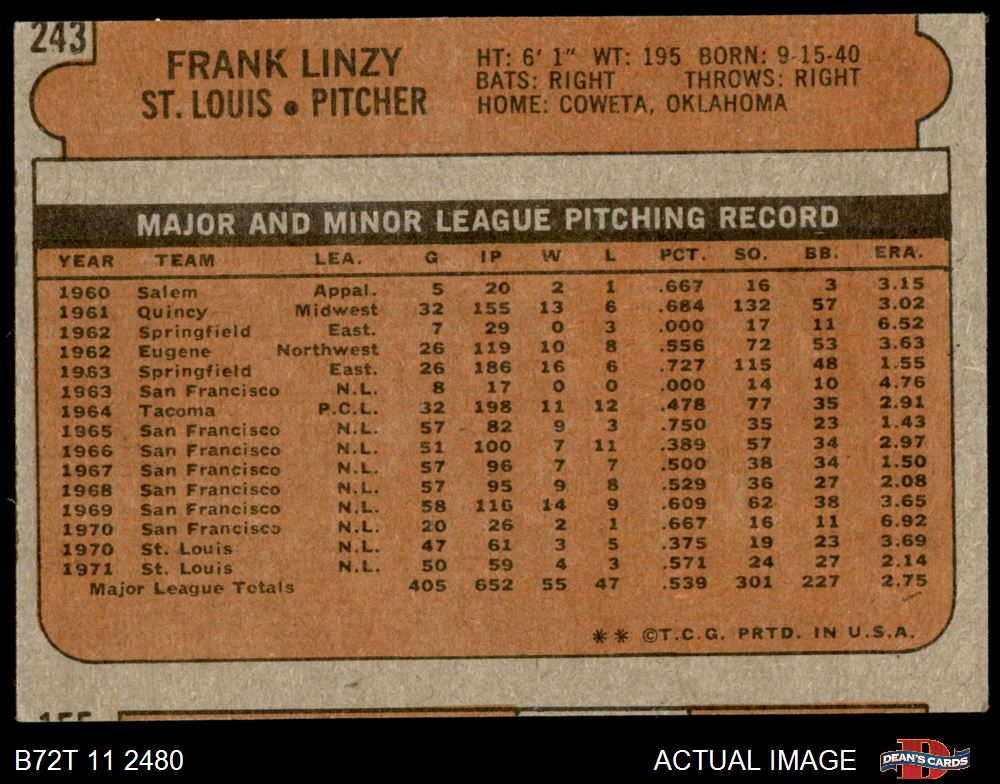 243
FRANK LINZY
ST. LOUIS • PITCHER
HT: 6' 1" WT: 195 BORN: 9-15-40
BATS: RIGHT THROWS: RIGHT
HOME: COWETA, OKLAHOMA
MAJOR AND MINOR LEAGUE PITCHING RECORD
YEAR TEAM LEA. G IP W L PCT. SO. BB. ERA.
1960 Salem Appal. 5 20 2 1 .667 16 3 3.15
1961 Quincy Midwest 32 155 13 6 .684 132 57 3.02
1962 Springfield East. 7 29 0 3 .000 17 11 6.52
1962 Eugene Northwest 26 119 10 8 .556 72 53 3.63
1963 Springfield East. 26 186 16 6 .727 115 48 1.55
1963 San Francisco N.L. 8 17 0 0 .000 14 10 4.76
1964 Tacoma P.C.L. 32 198 11 12 .478 77 35 2.91
1965 San Francisco N.L. 57 82 9 3 .750 35 23 1.43
1966 San Francisco N.L. 51 100 7 11 .389 57 34 2.97
1967 San Francisco N.L. 57 96 7 7 .500 38 34 1.50
1968 San Francisco N.L. 57 95 9 8 .529 36 27 2.08
1969 San Francisco N.L. 58 116 14 9 .609 62 38 3.65
1970 San Francisco N.L. 20 26 2 1 .667 16 11 6.92
1970 St. Louis N.L. 47 61 3 5 .375 19 23 3.69
1971 St. Louis N.L. 50 59 4 3 .571 24 27 2.14
Major League Totals 405 652 55 47 .539 301 227 2.75
** ©T.C.G. PRTD. IN U.S.A.
B72T 11 2480
ACTUAL IMAGE
D
DEAN'S CARDS